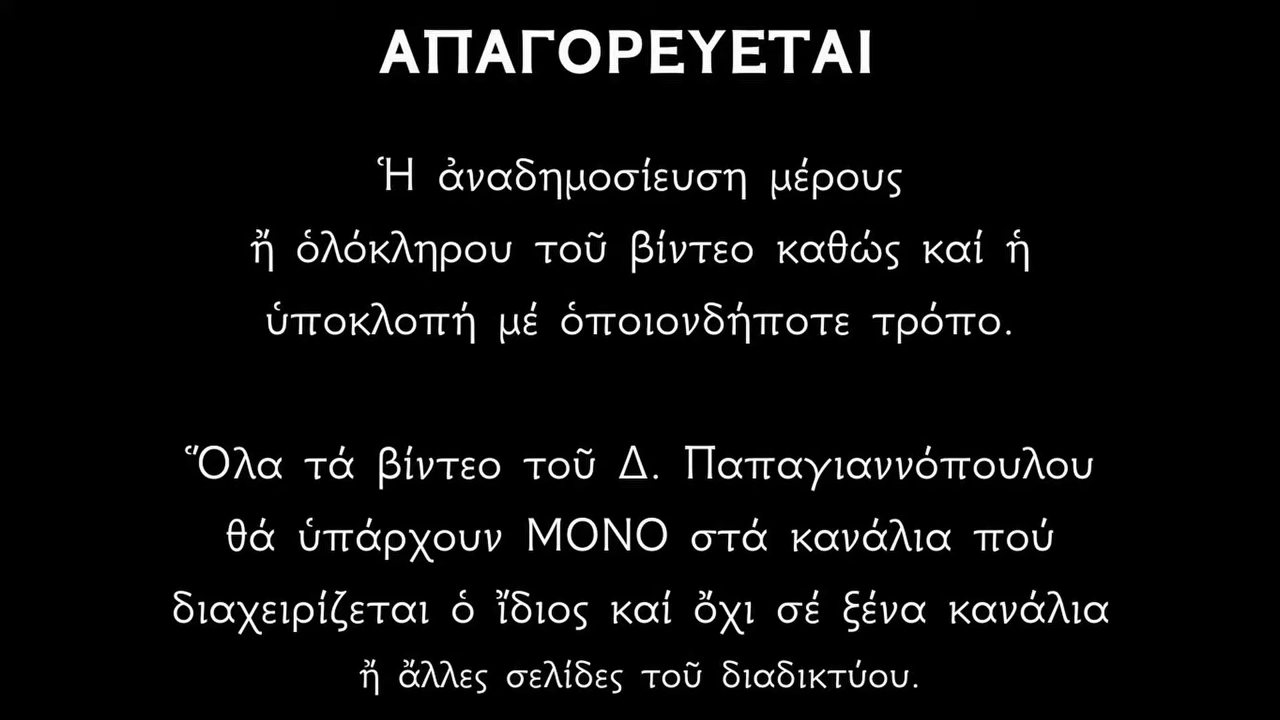 ΑΠΑΓΟΡΕΥΕΤΑΙ
Ἡ ἀναδημοσίευση μέρους
ἤ ὁλόκληρου τοῦ βίντεο καθώς καί ἡ
ὑποκλοπή μέ ὁποιονδήποτε τρόπο.
Ὅλα τά βίντεο τοῦ Δ. Παπαγιαννόπουλου
θά ὑπάρχουν ΜΟΝΟ στά κανάλια πού
διαχειρίζεται ὁ ἴδιος καί ὄχι σέ ξένα κανάλια
ἤ ἄλλες σελίδες τοῦ διαδικτύου.